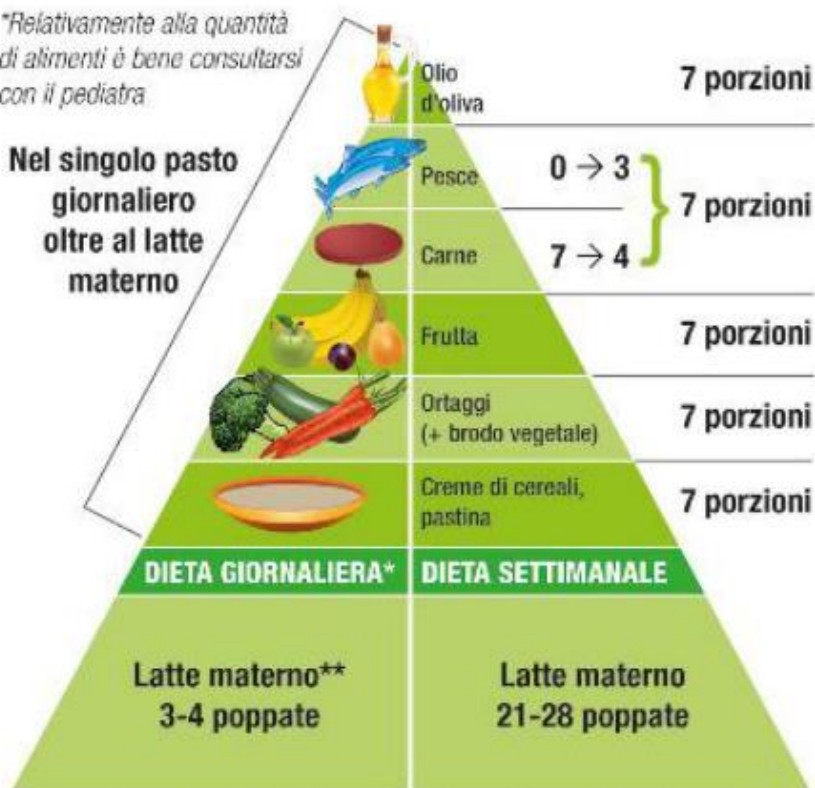 *Relativamente alla quantità
di alimenti è bene consultarsi
con il pediatra
Nel singolo pasto
giornaliero
oltre al latte
materno
Olio
d'oliva
7 porzioni
Pesce
0 → 3
7 porzioni
Carne
7 → 4
Frutta
7 porzioni
Ortaggi
(+ brodo vegetale)
7 porzioni
Creme di cereali,
pastina
7 porzioni
DIETA GIORNALIERA*
DIETA SETTIMANALE
Latte materno**
3-4 poppate
Latte materno
21-28 poppate